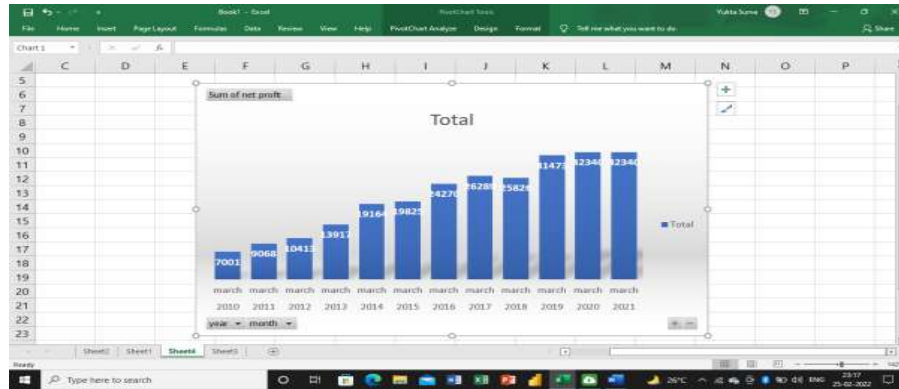 Book1 - Excel
PivotChart Tools
Yukta Surve
File Home Insert Page Layout Formulas Data Review View Help PivotChart Analyze Design Format Tell me what you want to do Share
Chart 1 fx
C D E F G H I J K L M N O P
5
6
7
8
9
10
11
12
13
14
15
16
17
18
19
20
21
22
23
Sum of net profit
Total
7001 9068 10413 13917 19164 19825 24270 26289 25826 31473 32340 32340
Total
march march march march march march march march march march march march
2010 2011 2012 2013 2014 2015 2016 2017 2018 2019 2020 2021
year month
Sheet2 Sheet1 Sheet4 Sheet3
Ready
Type here to search
26°C
ENG
23:17
25-02-2022